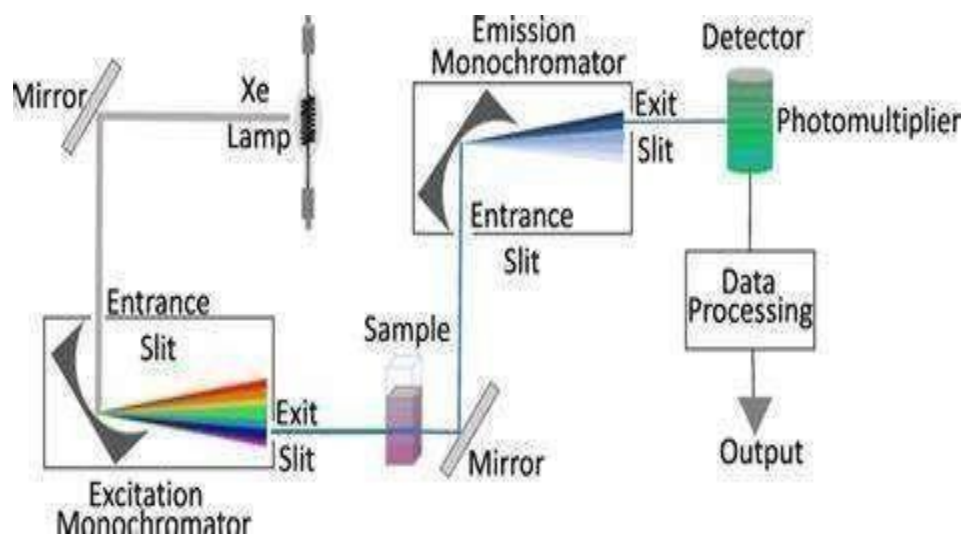 Mirror
Xe
Lamp
Emission
Monochromator
Exit
Slit
Entrance
Slit
Detector
Photomultiplier
Data
Processing
Output
Entrance
Slit
Exit
Slit
Excitation
Monochromator
Sample
Mirror